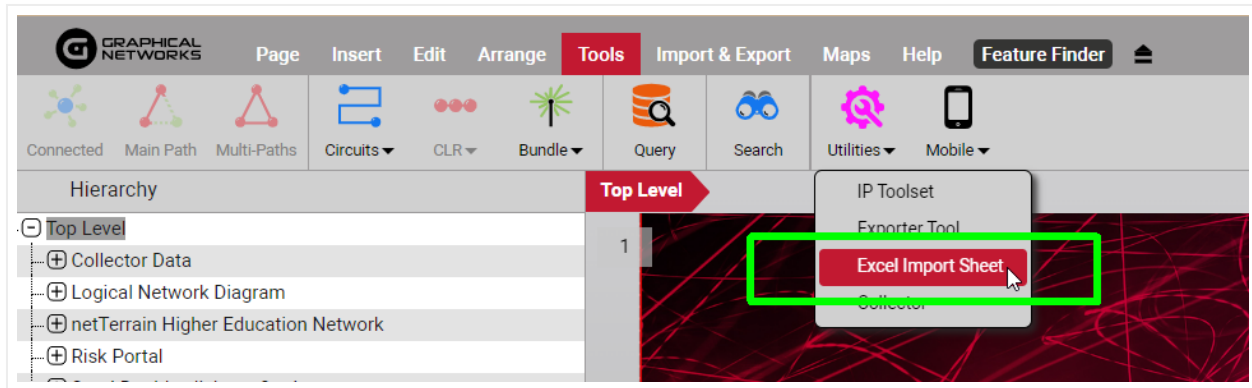 GRAPHICAL
NETWORKS
Page Insert Edit Arrange Tools Import & Export Maps Help Feature Finder
Connected Main Path Multi-Paths Circuits CLR Bundle Query Search Utilities Mobile
Hierarchy
Top Level
IP Toolset
Exporter Tool
Excel Import Sheet
Collector
Top Level
Collector Data
Logical Network Diagram
netTerrain Higher Education Network
Risk Portal
1